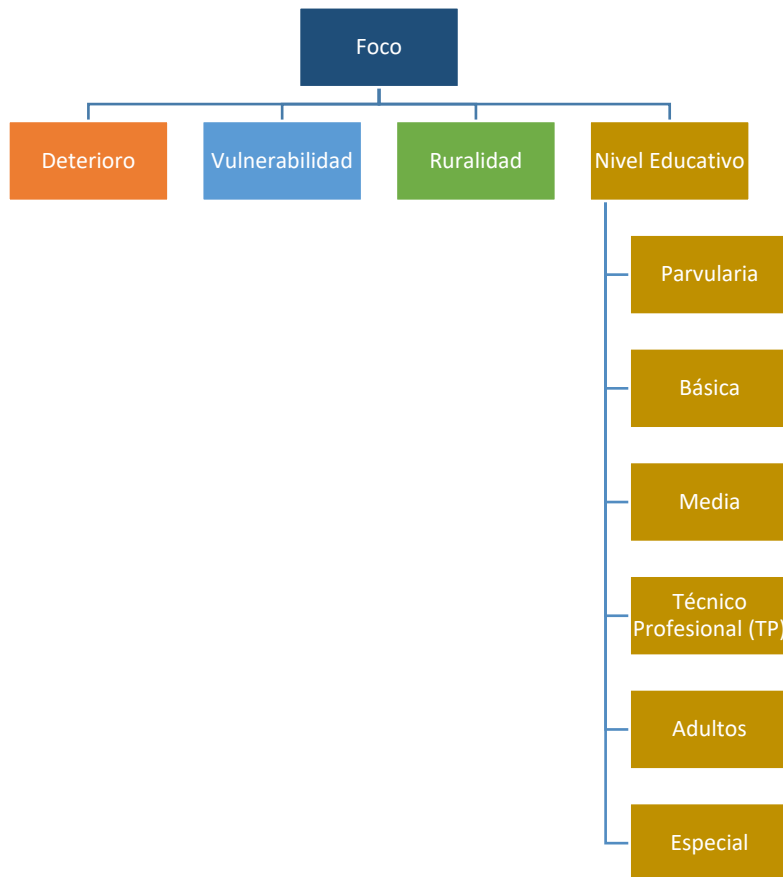 Foco
Deterioro
Vulnerabilidad
Ruralidad
Nivel Educativo
Parvularia
Básica
Media
Técnico
Profesional (TP)
Adultos
Especial